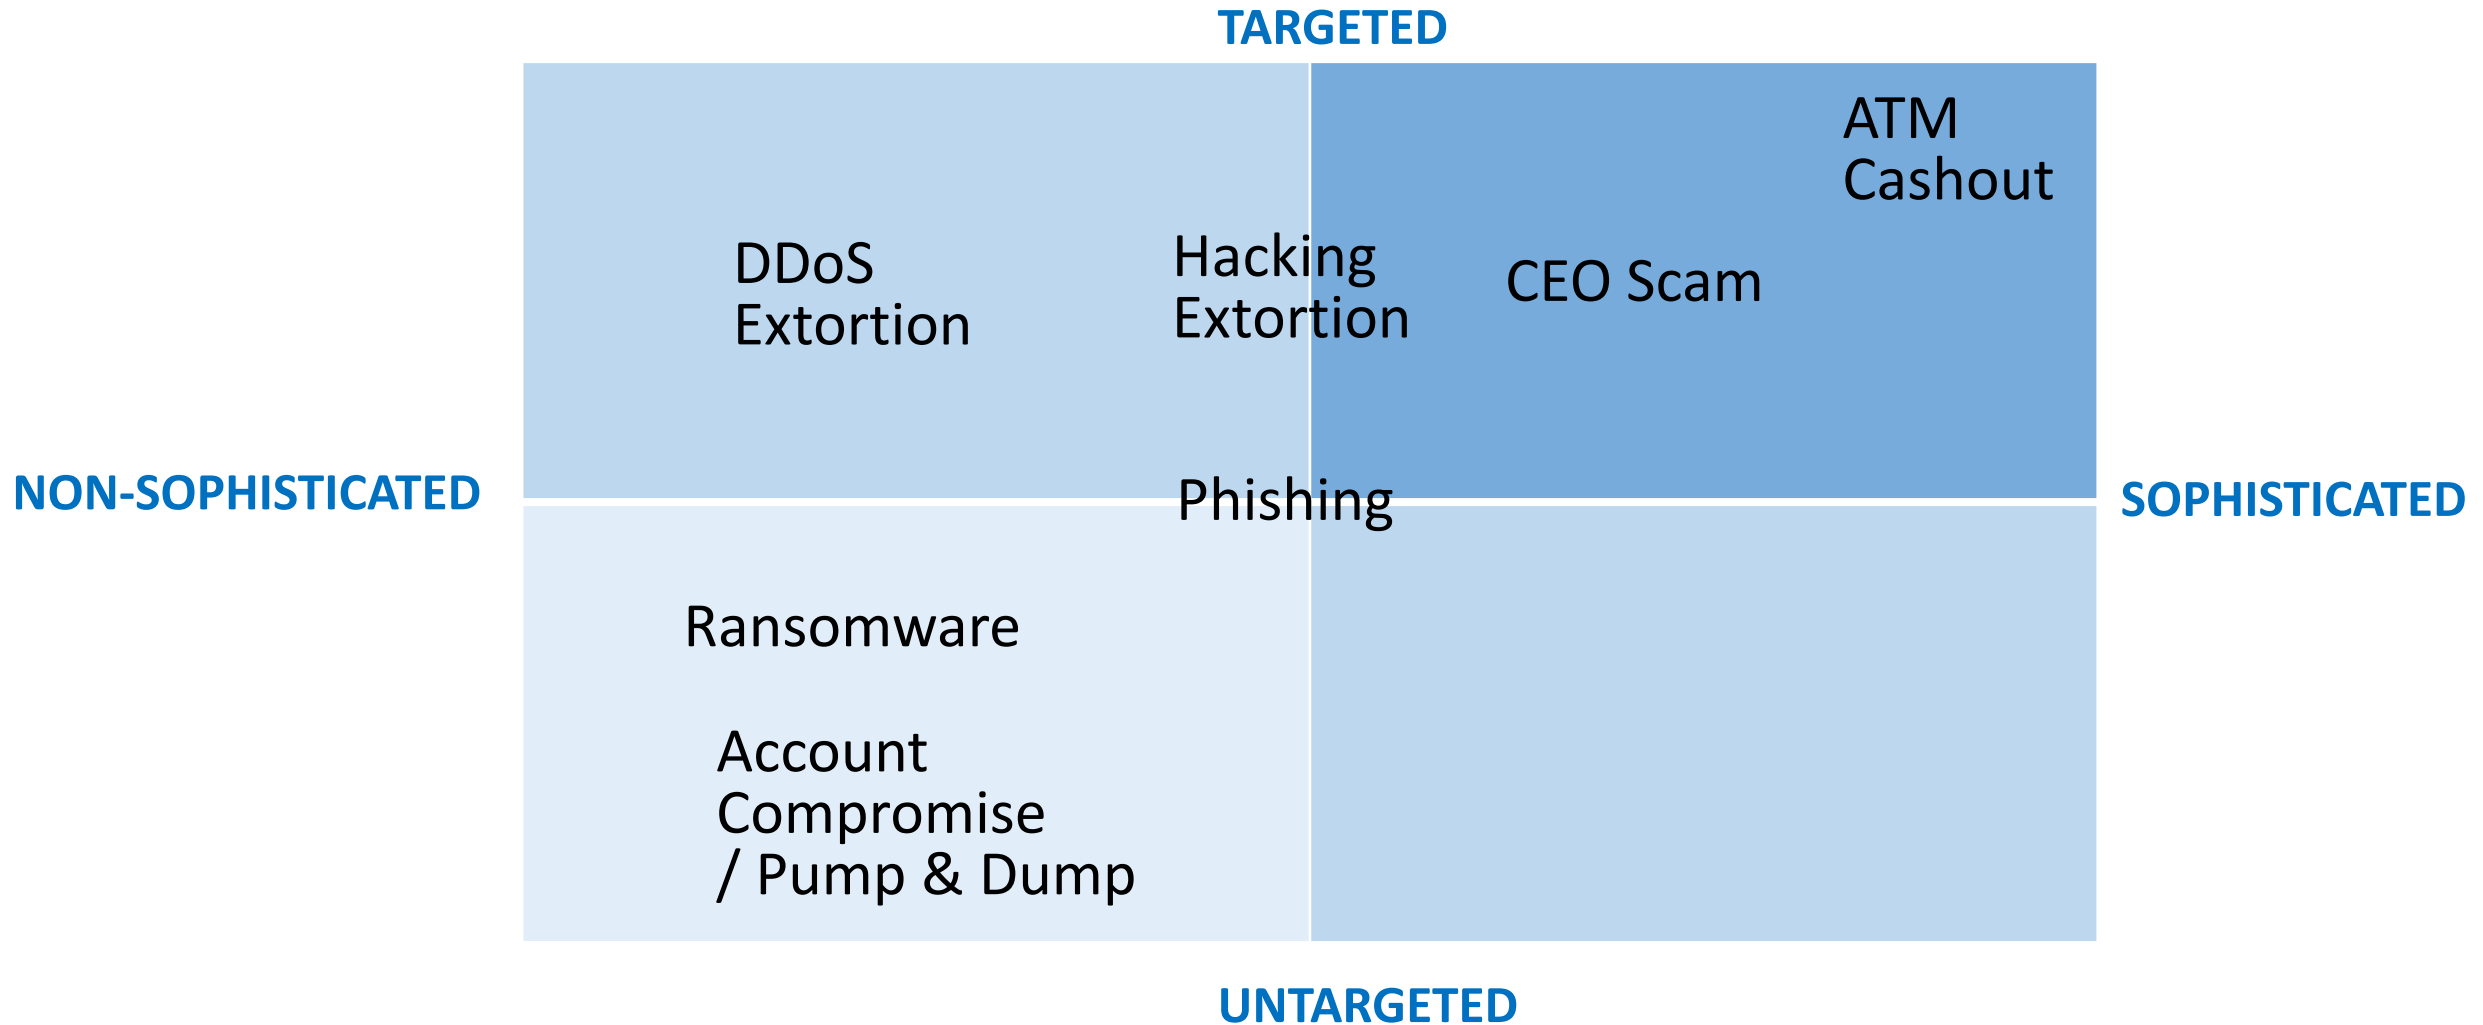 TARGETED
ATM
Cashout
DDoS
Extortion
Hacking
Extortion
CEO Scam
NON-SOPHISTICATED
Phishing
SOPHISTICATED
Ransomware
Account
Compromise
/ Pump & Dump
UNTARGETED